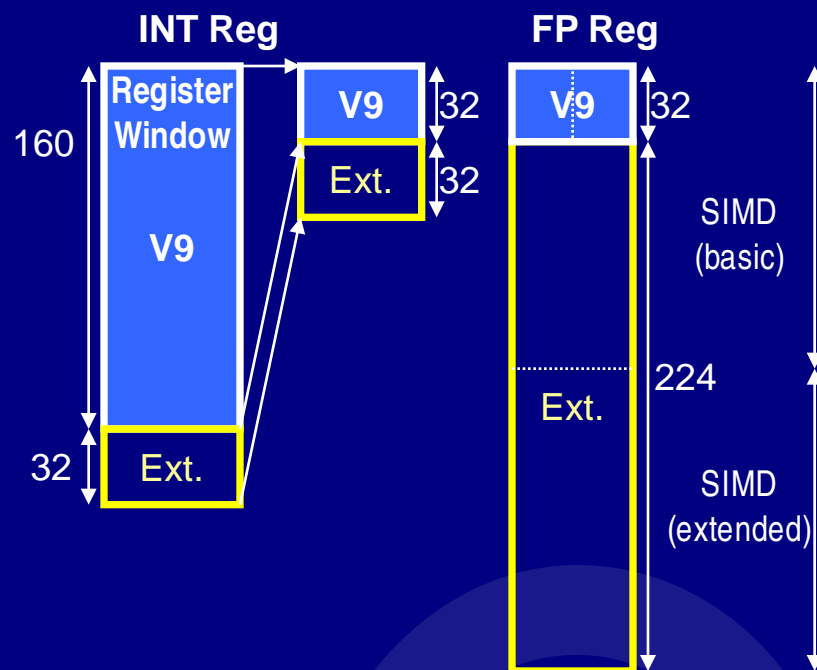 INT Reg
FP Reg
Register
Window
V9
160
Ext.
32
V9
32
Ext.
32
V9
32
Ext.
224
SIMD
(basic)
SIMD
(extended)